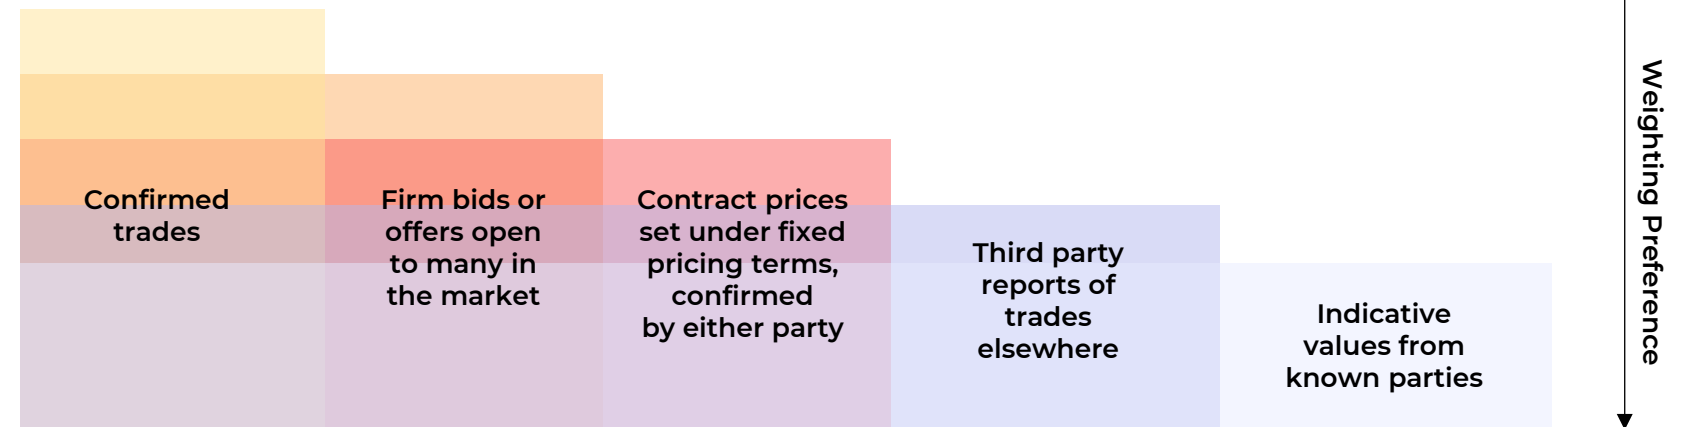 Confirmed
trades
Firm bids or
offers open
to many in
the market
Contract prices
set under fixed
pricing terms,
confirmed
by either party
Third party
reports of
trades
elsewhere
Indicative
values from
known parties
Weighting Preference